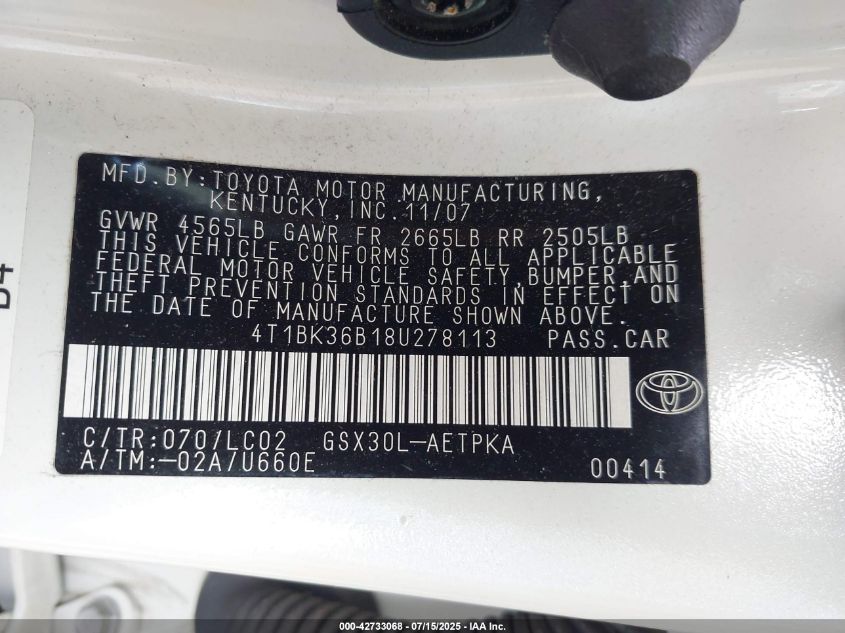 MFD.BY:TOYOTA MOTOR MANUFACTURING,
KENTUCKY,INC.11/07
GVWR 4565LB GAWR FR 2665LB RR 2505LB
THIS VEHICLE CONFORMS TO ALL APPLICABLE
FEDERAL MOTOR VEHICLE SAFETY,BUMPER,AND
THEFT PREVENTION STANDARDS IN EFFECT ON
THE DATE OF MANUFACTURE SHOWN ABOVE.
4T1BK36B18U278113 PASS.CAR
C/TR:070/LC02 GSX30L-AETPKA
A/TM:-02A/U660E 00414
000-42733068 - 07/15/2025 - IAA Inc.